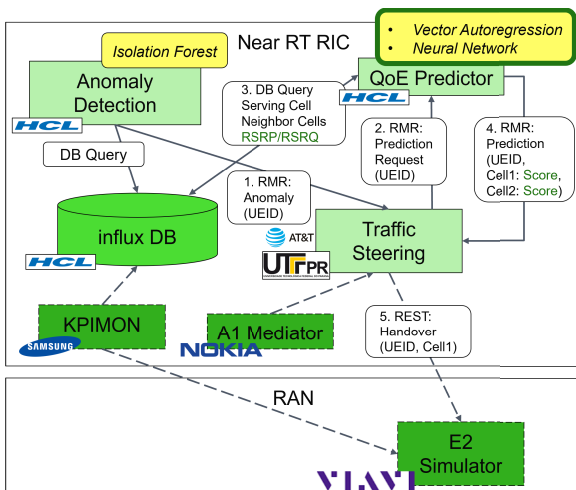 Isolation Forest
Near RT RIC
• Vector Autoregression
• Neural Network
Anomaly
Detection
HCL
QoE Predictor
HCL
3. DB Query
Serving Cell
Neighbor Cells
RSRP/RSRQ
2. RMR:
Prediction
Request
(UEID)
4. RMR:
Prediction
(UEID,
Cell1: Score,
Cell2: Score)
DB Query
1. RMR:
Anomaly
(UEID)
influx DB
HCL
AT&T
UTFPR
Traffic
Steering
KPIMON
SAMSUNG
A1 Mediator
NOKIA
5. REST:
Handover
(UEID, Cell1)
RAN
E2
Simulator